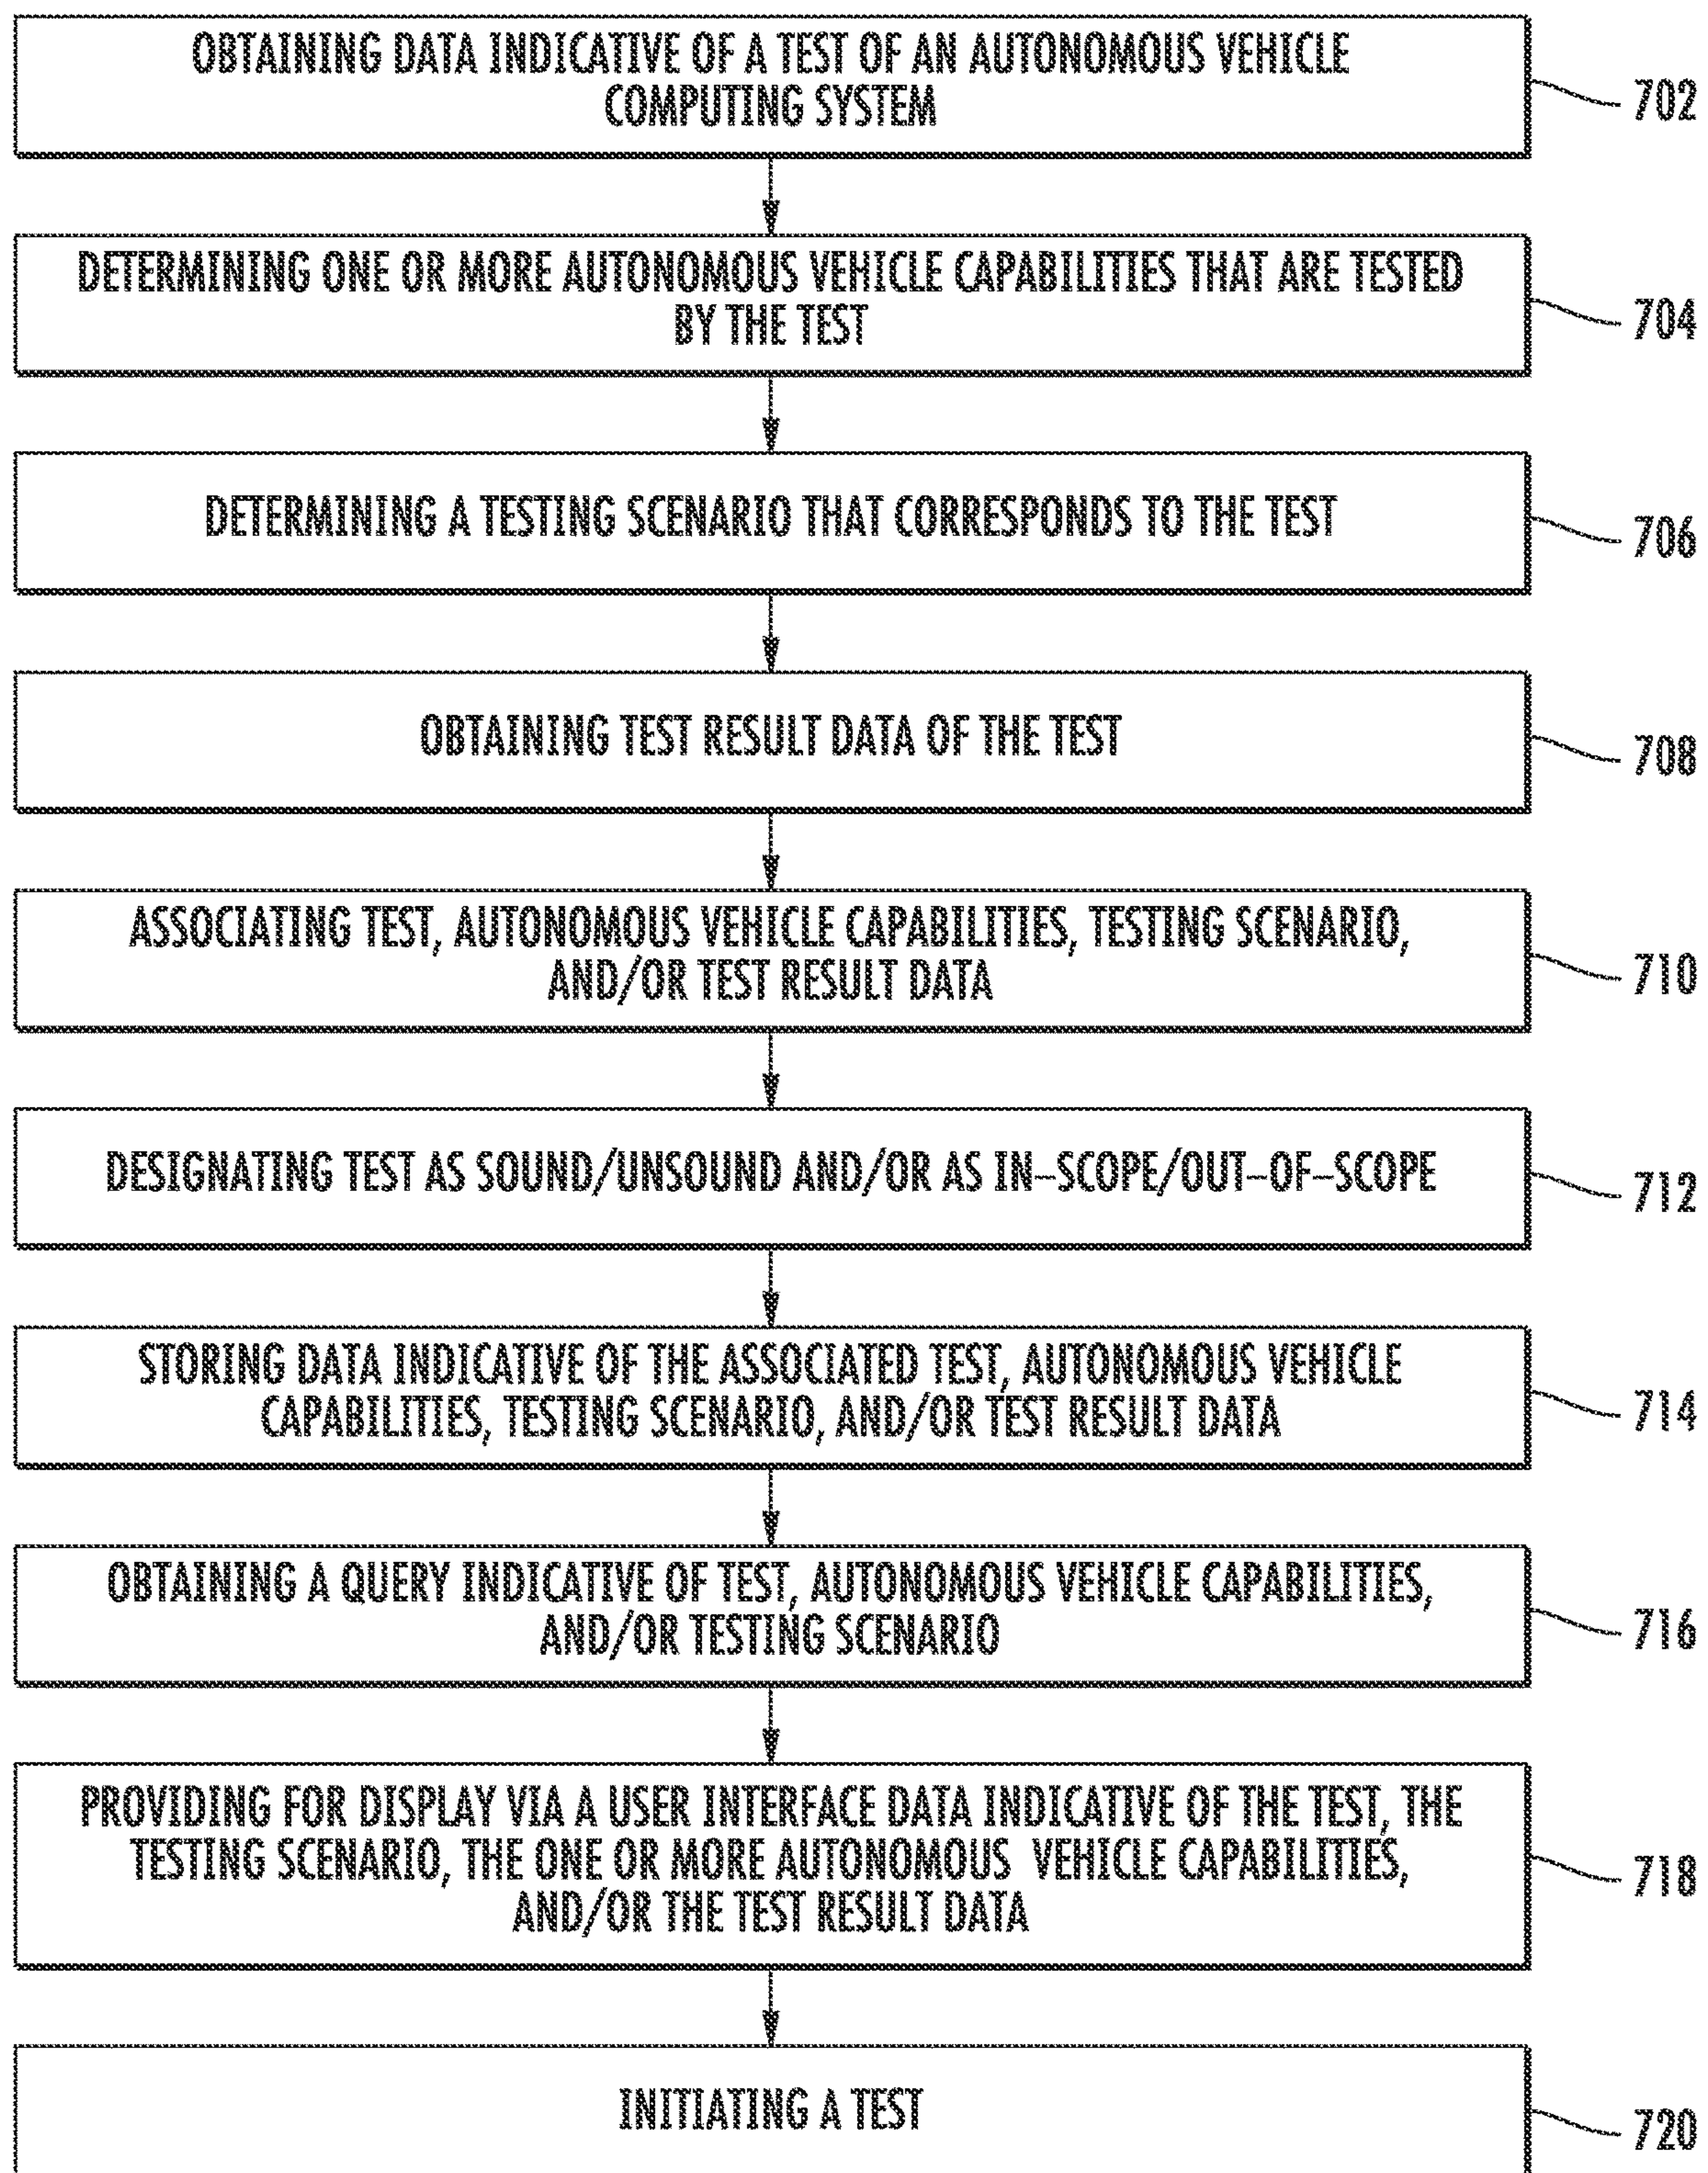 OBTAINING DATA INDICATIVE OF A TEST OF AN AUTONOMOUS VEHICLE
COMPUTING SYSTEM
702
DETERMINING ONE OR MORE AUTONOMOUS VEHICLE CAPABILITIES THAT ARE TESTED
BY THE TEST
704
DETERMINING A TESTING SCENARIO THAT CORRESPONDS TO THE TEST
706
OBTAINING TEST RESULT DATA OF THE TEST
708
ASSOCIATING TEST, AUTONOMOUS VEHICLE CAPABILITIES, TESTING SCENARIO,
AND/OR TEST RESULT DATA
710
DESIGNATING TEST AS SOUND/UNSOUND AND/OR AS IN-SCOPE/OUT-OF-SCOPE
712
STORING DATA INDICATIVE OF THE ASSOCIATED TEST, AUTONOMOUS VEHICLE
CAPABILITIES, TESTING SCENARIO, AND/OR TEST RESULT DATA
714
OBTAINING A QUERY INDICATIVE OF TEST, AUTONOMOUS VEHICLE CAPABILITIES,
AND/OR TESTING SCENARIO
716
PROVIDING FOR DISPLAY VIA A USER INTERFACE DATA INDICATIVE OF THE TEST, THE
TESTING SCENARIO, THE ONE OR MORE AUTONOMOUS VEHICLE CAPABILITIES,
AND/OR THE TEST RESULT DATA
718
INITIATING A TEST
720